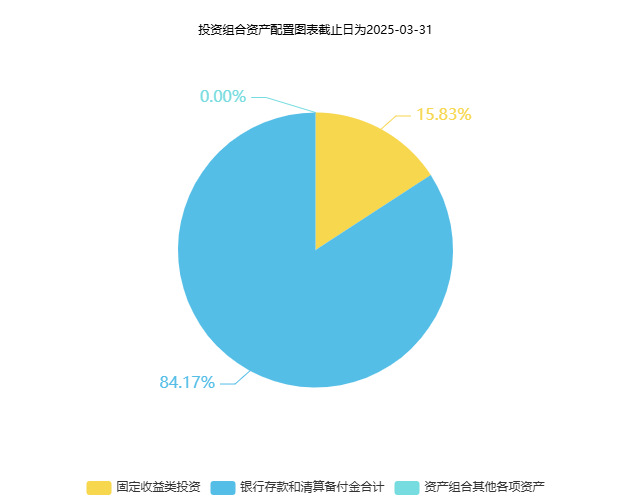 投资组合资产配置图表截止日为2025-03-31
0.00%
15.83%
84.17%
固定收益类投资 银行存款和清算备付金合计 资产组合其他各项资产